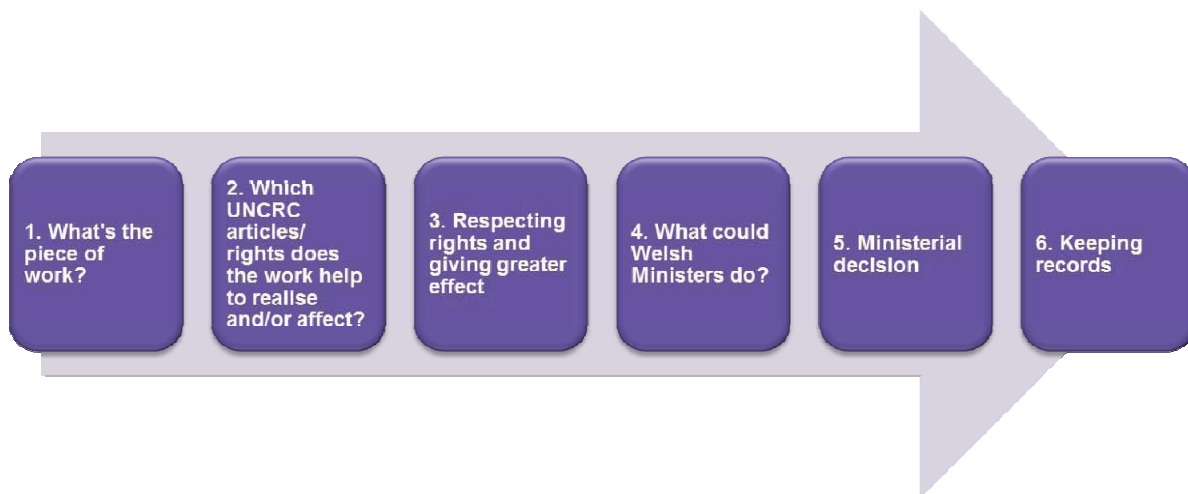 1. What's the
piece of
work?
2. Which
UNCRC
articles/
rights does
the work help
to realise
and/or affect?
3. Respecting
rights and
giving greater
effect
4. What could
Welsh
Ministers do?
5. Ministerial
decision
6. Keeping
records